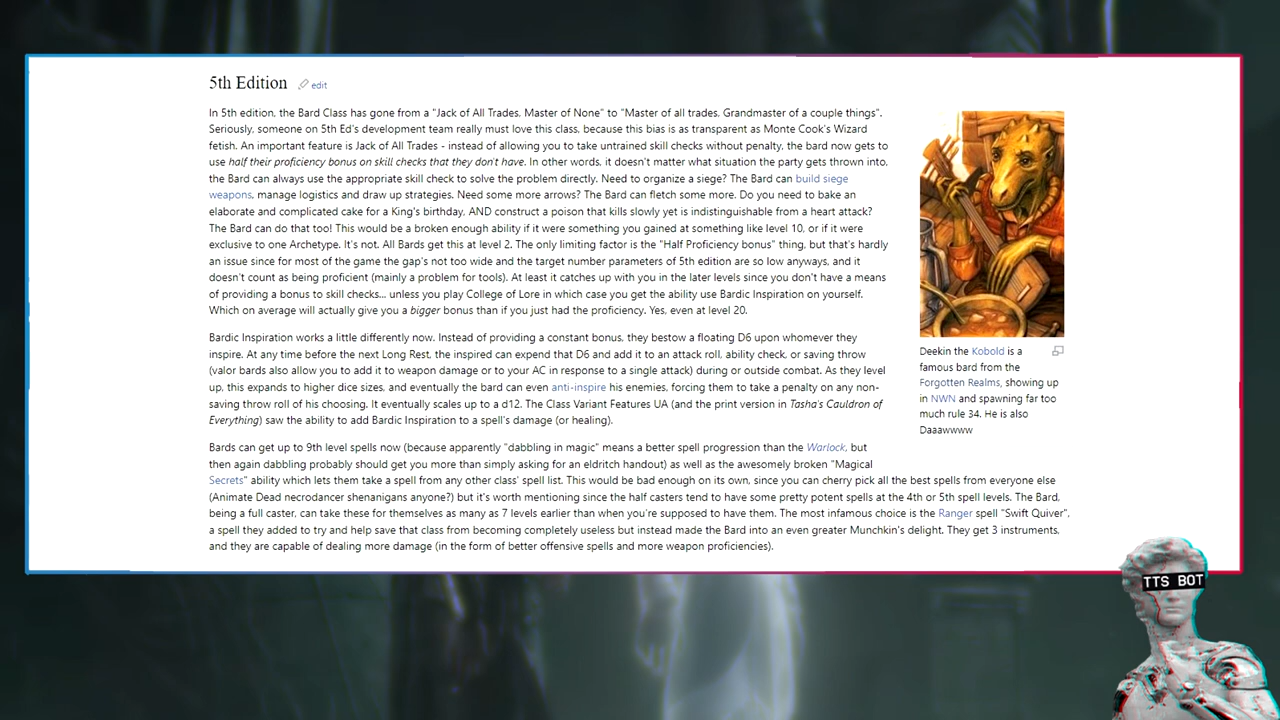 5th Edition edit
In 5th edition, the Bard Class has gone from a "Jack of All Trades, Master of None" to "Master of all trades, Grandmaster of a couple things".
Seriously, someone on 5th Ed's development team really must love this class, because this bias is as transparent as Monte Cook's Wizard
fetish. An important feature is Jack of All Trades - instead of allowing you to take untrained skill checks without penalty, the bard now gets to
use half their proficiency bonus on skill checks that they don't have. In other words, it doesn't matter what situation the party gets thrown into,
the Bard can always use the appropriate skill check to solve the problem directly. Need to organize a siege? The Bard can build siege
weapons, manage logistics and draw up strategies. Need some more arrows? The Bard can fletch some more. Do you need to bake an
elaborate and complicated cake for a King's birthday, AND construct a poison that kills slowly yet is indistinguishable from a heart attack?
The Bard can do that too! This would be a broken enough ability if it were something you gained at something like level 10, or if it were
exclusive to one Archetype. It's not. All Bards get this at level 2. The only limiting factor is the "Half Proficiency bonus" thing, but that's hardly
an issue since for most of the game the gap's not too wide and the target number parameters of 5th edition are so low anyways, and it
doesn't count as being proficient (mainly a problem for tools). At least it catches up with you in the later levels since you don't have a means
of providing a bonus to skill checks... unless you play College of Lore in which case you get the ability use Bardic Inspiration on yourself.
Which on average will actually give you a bigger bonus than if you just had the proficiency. Yes, even at level 20.
Bardic Inspiration works a little differently now. Instead of providing a constant bonus, they bestow a floating D6 upon whomever they
inspire. At any time before the next Long Rest, the inspired can expend that D6 and add it to an attack roll, ability check, or saving throw
(valor bards also allow you to add it to weapon damage or to your AC in response to a single attack) during or outside combat. As they level
up, this expands to higher dice sizes, and eventually the bard can even anti-inspire his enemies, forcing them to take a penalty on any non-
saving throw roll of his choosing. It eventually scales up to a d12. The Class Variant Features UA (and the print version in Tasha's Cauldron of
Everything) saw the ability to add Bardic Inspiration to a spell's damage (or healing).
Bards can get up to 9th level spells now (because apparently "dabbling in magic" means a better spell progression than the Warlock, but
then again dabbling probably should get you more than simply asking for an eldritch handout) as well as the awesomely broken "Magical
Secrets" ability which lets them take a spell from any other class' spell list. This would be bad enough on its own, since you can cherry pick all the best spells from everyone else
(Animate Dead necrodancer shenanigans anyone?) but it's worth mentioning since the half casters tend to have some pretty potent spells at the 4th or 5th spell levels. The Bard,
being a full caster, can take these for themselves as many as 7 levels earlier than when you're supposed to have them. The most infamous choice is the Ranger spell "Swift Quiver",
a spell they added to try and help save that class from becoming completely useless but instead made the Bard into an even greater Munchkin's delight. They get 3 instruments,
and they are capable of dealing more damage (in the form of better offensive spells and more weapon proficiencies).
Deekin the Kobold is a
famous bard from the
Forgotten Realms, showing up
in NWN and spawning far too
much rule 34. He is also
Daaawwww
TTS BOT